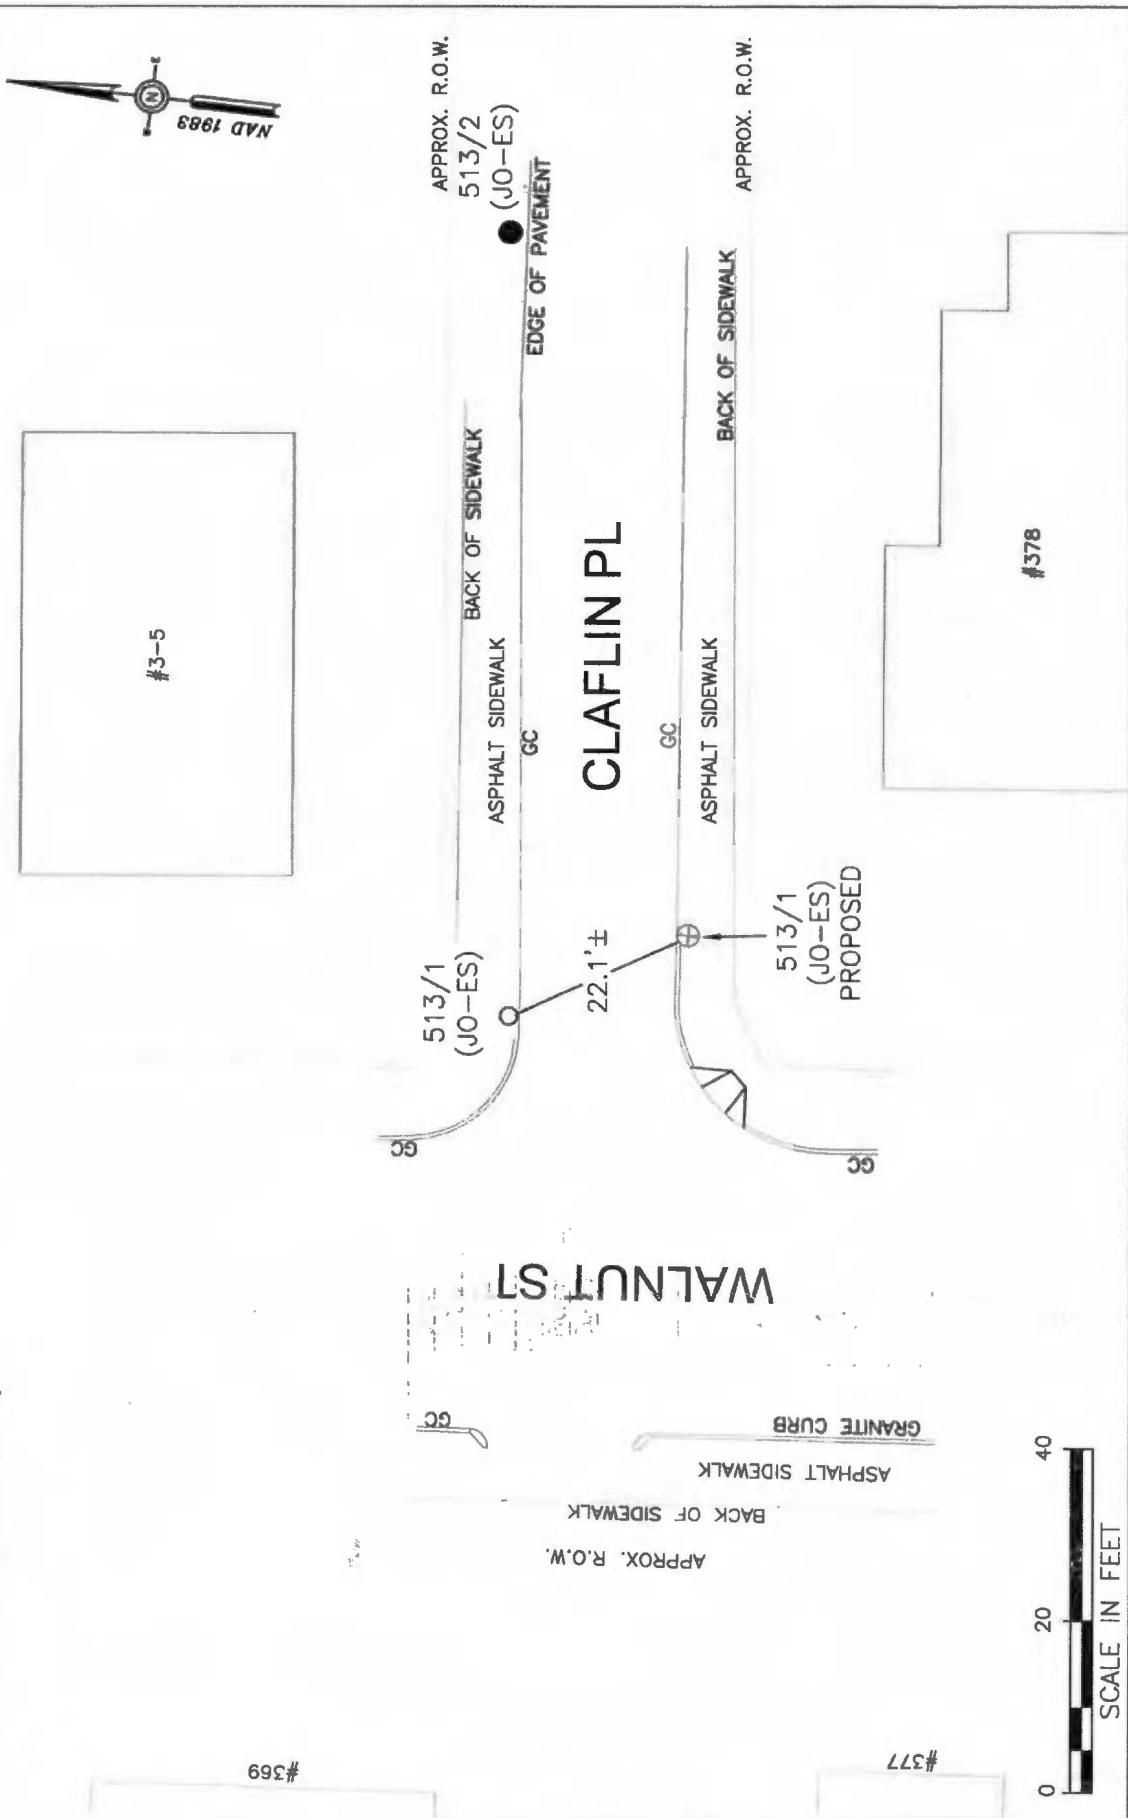 NAD 1983
N
APPROX. R.O.W.
513/2
(JO-ES)
EDGE OF PAVEMENT
APPROX. R.O.W.
BACK OF SIDEWALK
BACK OF SIDEWALK
#3-5
#378
ASPHALT SIDEWALK
GC
CLAFLIN PL
GC
ASPHALT SIDEWALK
513/1
(JO-ES)
22.1'±
513/1
(JO-ES)
PROPOSED
GC
GC
WALNUT ST
GC
GRANITE CURB
ASPHALT SIDEWALK
BACK OF SIDEWALK
APPROX. R.O.W.
#369
#377
0 20 40
SCALE IN FEET